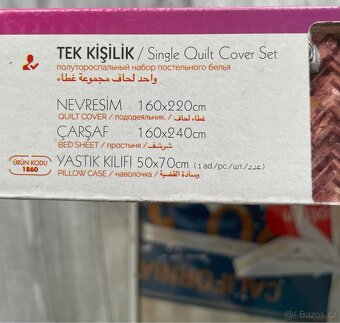 TEK KİŞİLİK / Single Quilt Cover Set
полутороспальный набор постельного белья
واحد لحاف مجموعة غطاء
NEVRESİM 160x220cm
QUILT COVER / пододеяльник / غطاء لحاف
ÇARŞAF 160x240cm
BED SHEET / простыня / شرشف
YASTIK KILIFI 50x70cm (1 ad./pc./шт/عدد)
PILLOW CASE / наволочка / وسادة القضية
ÜRÜN KODU
1860
CALIFORNIA